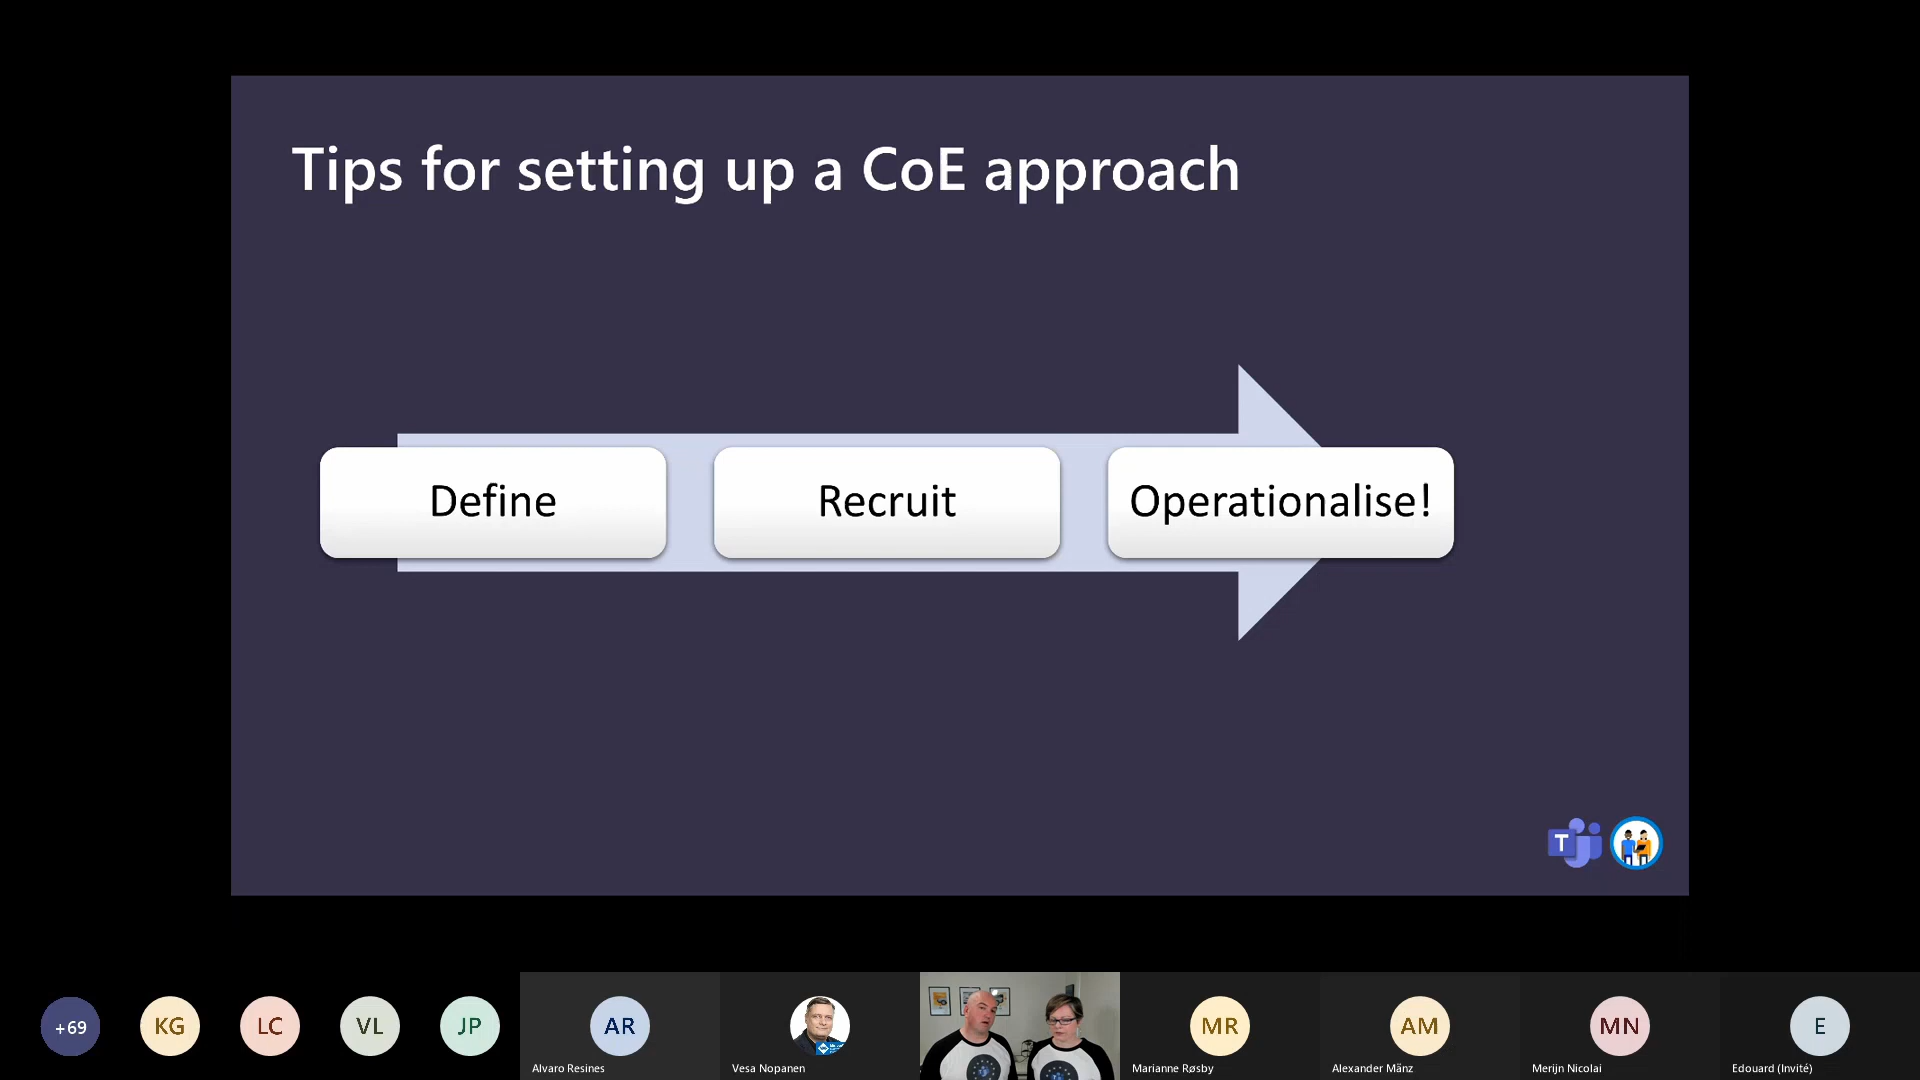 Tips for setting up a CoE approach
Define
Recruit
Operationalise!
T
+69
KG
LC
VL
JP
AR
MR
AM
MN
E
Alvaro Resines
Vesa Nopanen
Marianne Røsby
Alexander Mänz
Merijn Nicolai
Edouard (Invité)